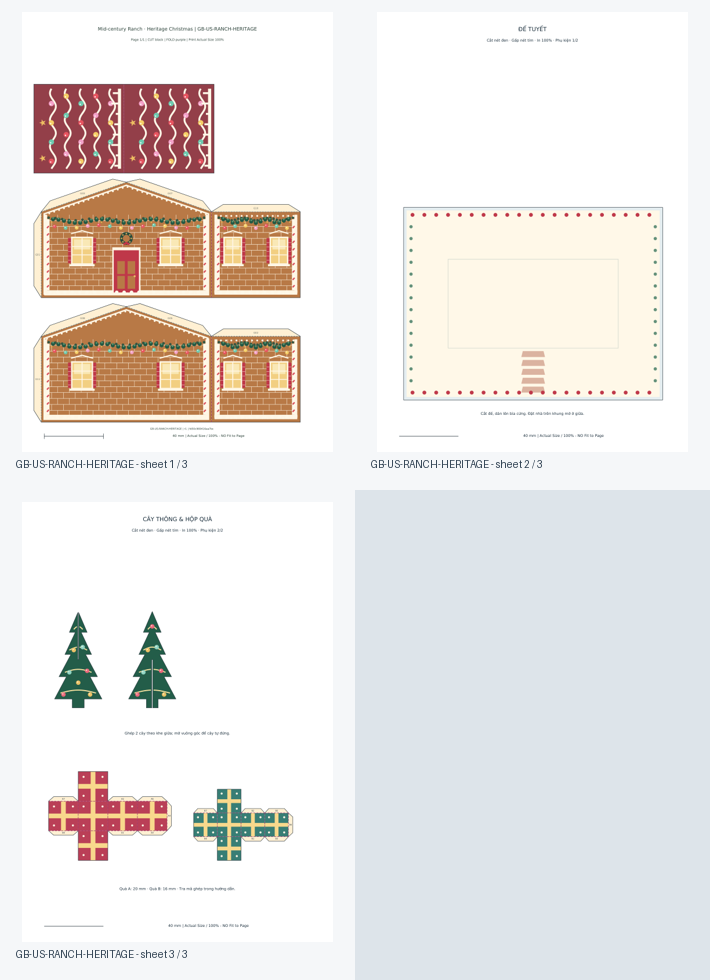 Mid-century Ranch · Heritage Christmas | GB-US-RANCH-HERITAGE
Page 1/1 | CUT black | FOLD purple | Print Actual Size 100%
40 mm | Actual Size / 100% · NO Fit to Page
GB-US-RANCH-HERITAGE - sheet 1 / 3
ĐẾ TUYẾT
Cắt nét đen · Gấp nét tím · In 100% · Phụ kiện 1/2
Cắt đế, dán lên bìa cứng. Đặt nhà trên khung mờ ở giữa.
40 mm | Actual Size / 100% · NO Fit to Page
GB-US-RANCH-HERITAGE - sheet 2 / 3
CÂY THÔNG & HỘP QUÀ
Cắt nét đen · Gấp nét tím · In 100% · Phụ kiện 2/2
Ghép 2 cây theo khe giữa, mở vuông góc để cây tự đứng.
Quà A: 20 mm · Quà B: 16 mm · Tra mã ghép trong hướng dẫn.
40 mm | Actual Size / 100% · NO Fit to Page
GB-US-RANCH-HERITAGE - sheet 3 / 3